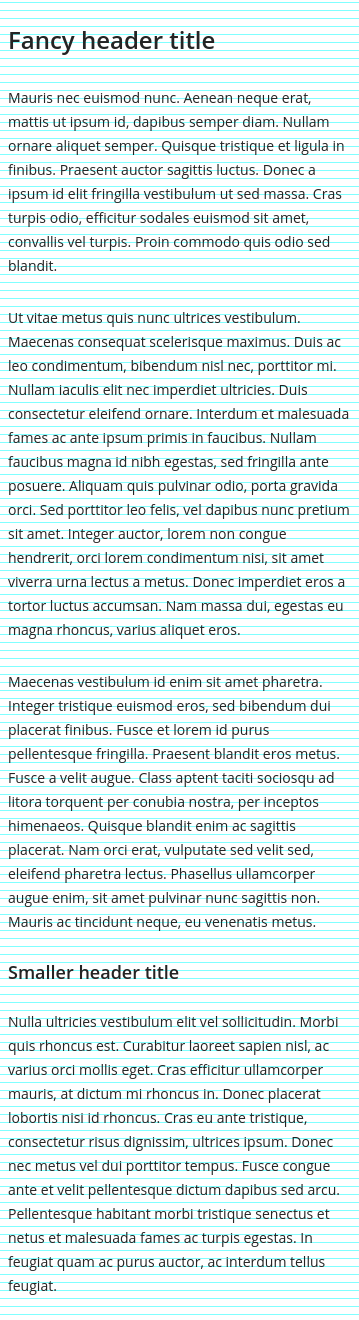 Fancy header title
Mauris nec euismod nunc. Aenean neque erat,
mattis ut ipsum id, dapibus semper diam. Nullam
ornare aliquet semper. Quisque tristique et ligula in
finibus. Praesent auctor sagittis luctus. Donec a
ipsum id elit fringilla vestibulum ut sed massa. Cras
turpis odio, efficitur sodales euismod sit amet,
convallis vel turpis. Proin commodo quis odio sed
blandit.
Ut vitae metus quis nunc ultrices vestibulum.
Maecenas consequat scelerisque maximus. Duis ac
leo condimentum, bibendum nisl nec, porttitor mi.
Nullam iaculis elit nec imperdiet ultricies. Duis
consectetur eleifend ornare. Interdum et malesuada
fames ac ante ipsum primis in faucibus. Nullam
faucibus magna id nibh egestas, sed fringilla ante
posuere. Aliquam quis pulvinar odio, porta gravida
orci. Sed porttitor leo felis, vel dapibus nunc pretium
sit amet. Integer auctor, lorem non congue
hendrerit, orci lorem condimentum nisi, sit amet
viverra urna lectus a metus. Donec imperdiet eros a
tortor luctus accumsan. Nam massa dui, egestas eu
magna rhoncus, varius aliquet eros.
Maecenas vestibulum id enim sit amet pharetra.
Integer tristique euismod eros, sed bibendum dui
placerat finibus. Fusce et lorem id purus
pellentesque fringilla. Praesent blandit eros metus.
Fusce a velit augue. Class aptent taciti sociosqu ad
litora torquent per conubia nostra, per inceptos
himenaeos. Quisque blandit enim ac sagittis
placerat. Nam orci erat, vulputate sed velit sed,
eleifend pharetra lectus. Phasellus ullamcorper
augue enim, sit amet pulvinar nunc sagittis non.
Mauris ac tincidunt neque, eu venenatis metus.
Smaller header title
Nulla ultricies vestibulum elit vel sollicitudin. Morbi
quis rhoncus est. Curabitur laoreet sapien nisl, ac
varius orci mollis eget. Cras efficitur ullamcorper
mauris, at dictum mi rhoncus in. Donec placerat
lobortis nisi id rhoncus. Cras eu ante tristique,
consectetur risus dignissim, ultrices ipsum. Donec
nec metus vel dui porttitor tempus. Fusce congue
ante et velit pellentesque dictum dapibus sed arcu.
Pellentesque habitant morbi tristique senectus et
netus et malesuada fames ac turpis egestas. In
feugiat quam ac purus auctor, ac interdum tellus
feugiat.